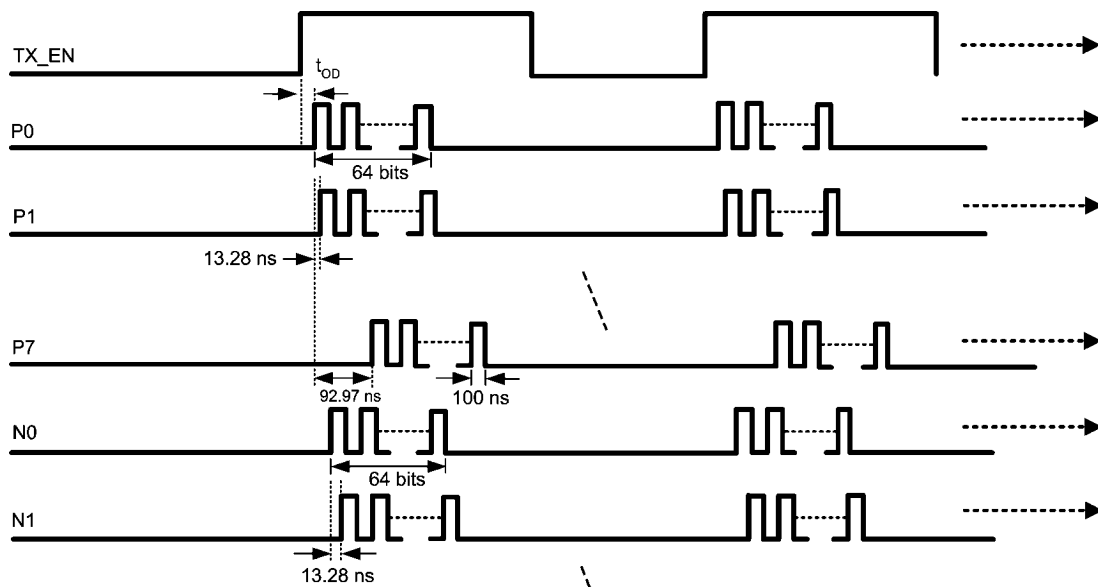 TX_EN
tOD
P0
64 bits
P1
13.28 ns
P7
92.97 ns
100 ns
N0
64 bits
N1
13.28 ns